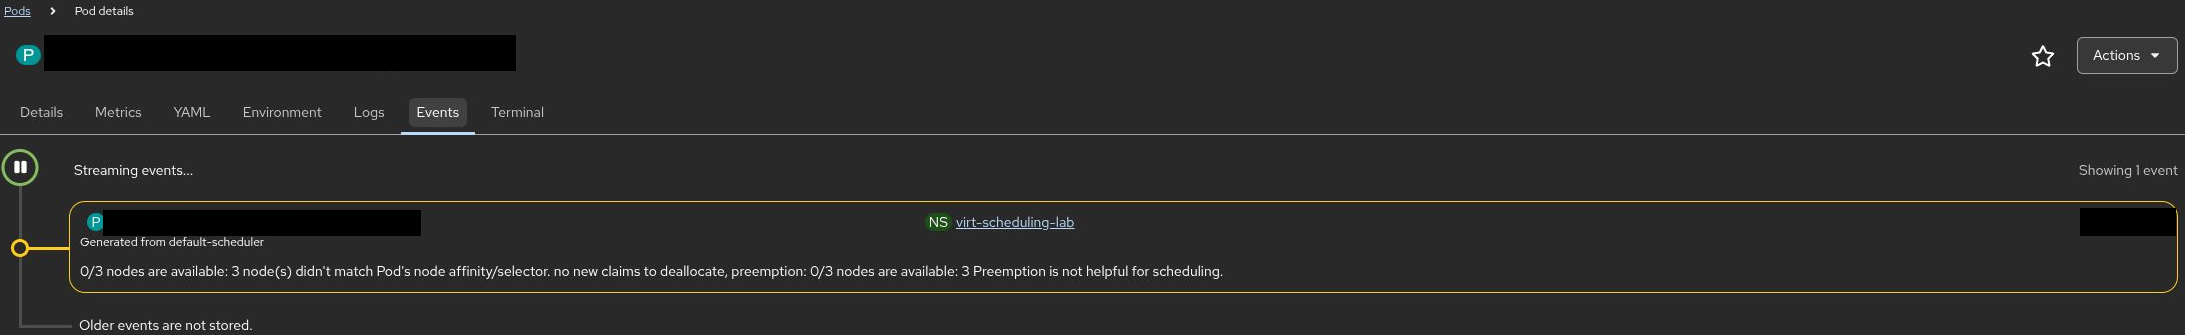 Pods > Pod details
P
Actions
Details Metrics YAML Environment Logs Events Terminal
Streaming events...
Showing 1 event
P
NS virt-scheduling-lab
Generated from default-scheduler
0/3 nodes are available: 3 node(s) didn't match Pod's node affinity/selector. no new claims to deallocate, preemption: 0/3 nodes are available: 3 Preemption is not helpful for scheduling.
Older events are not stored.